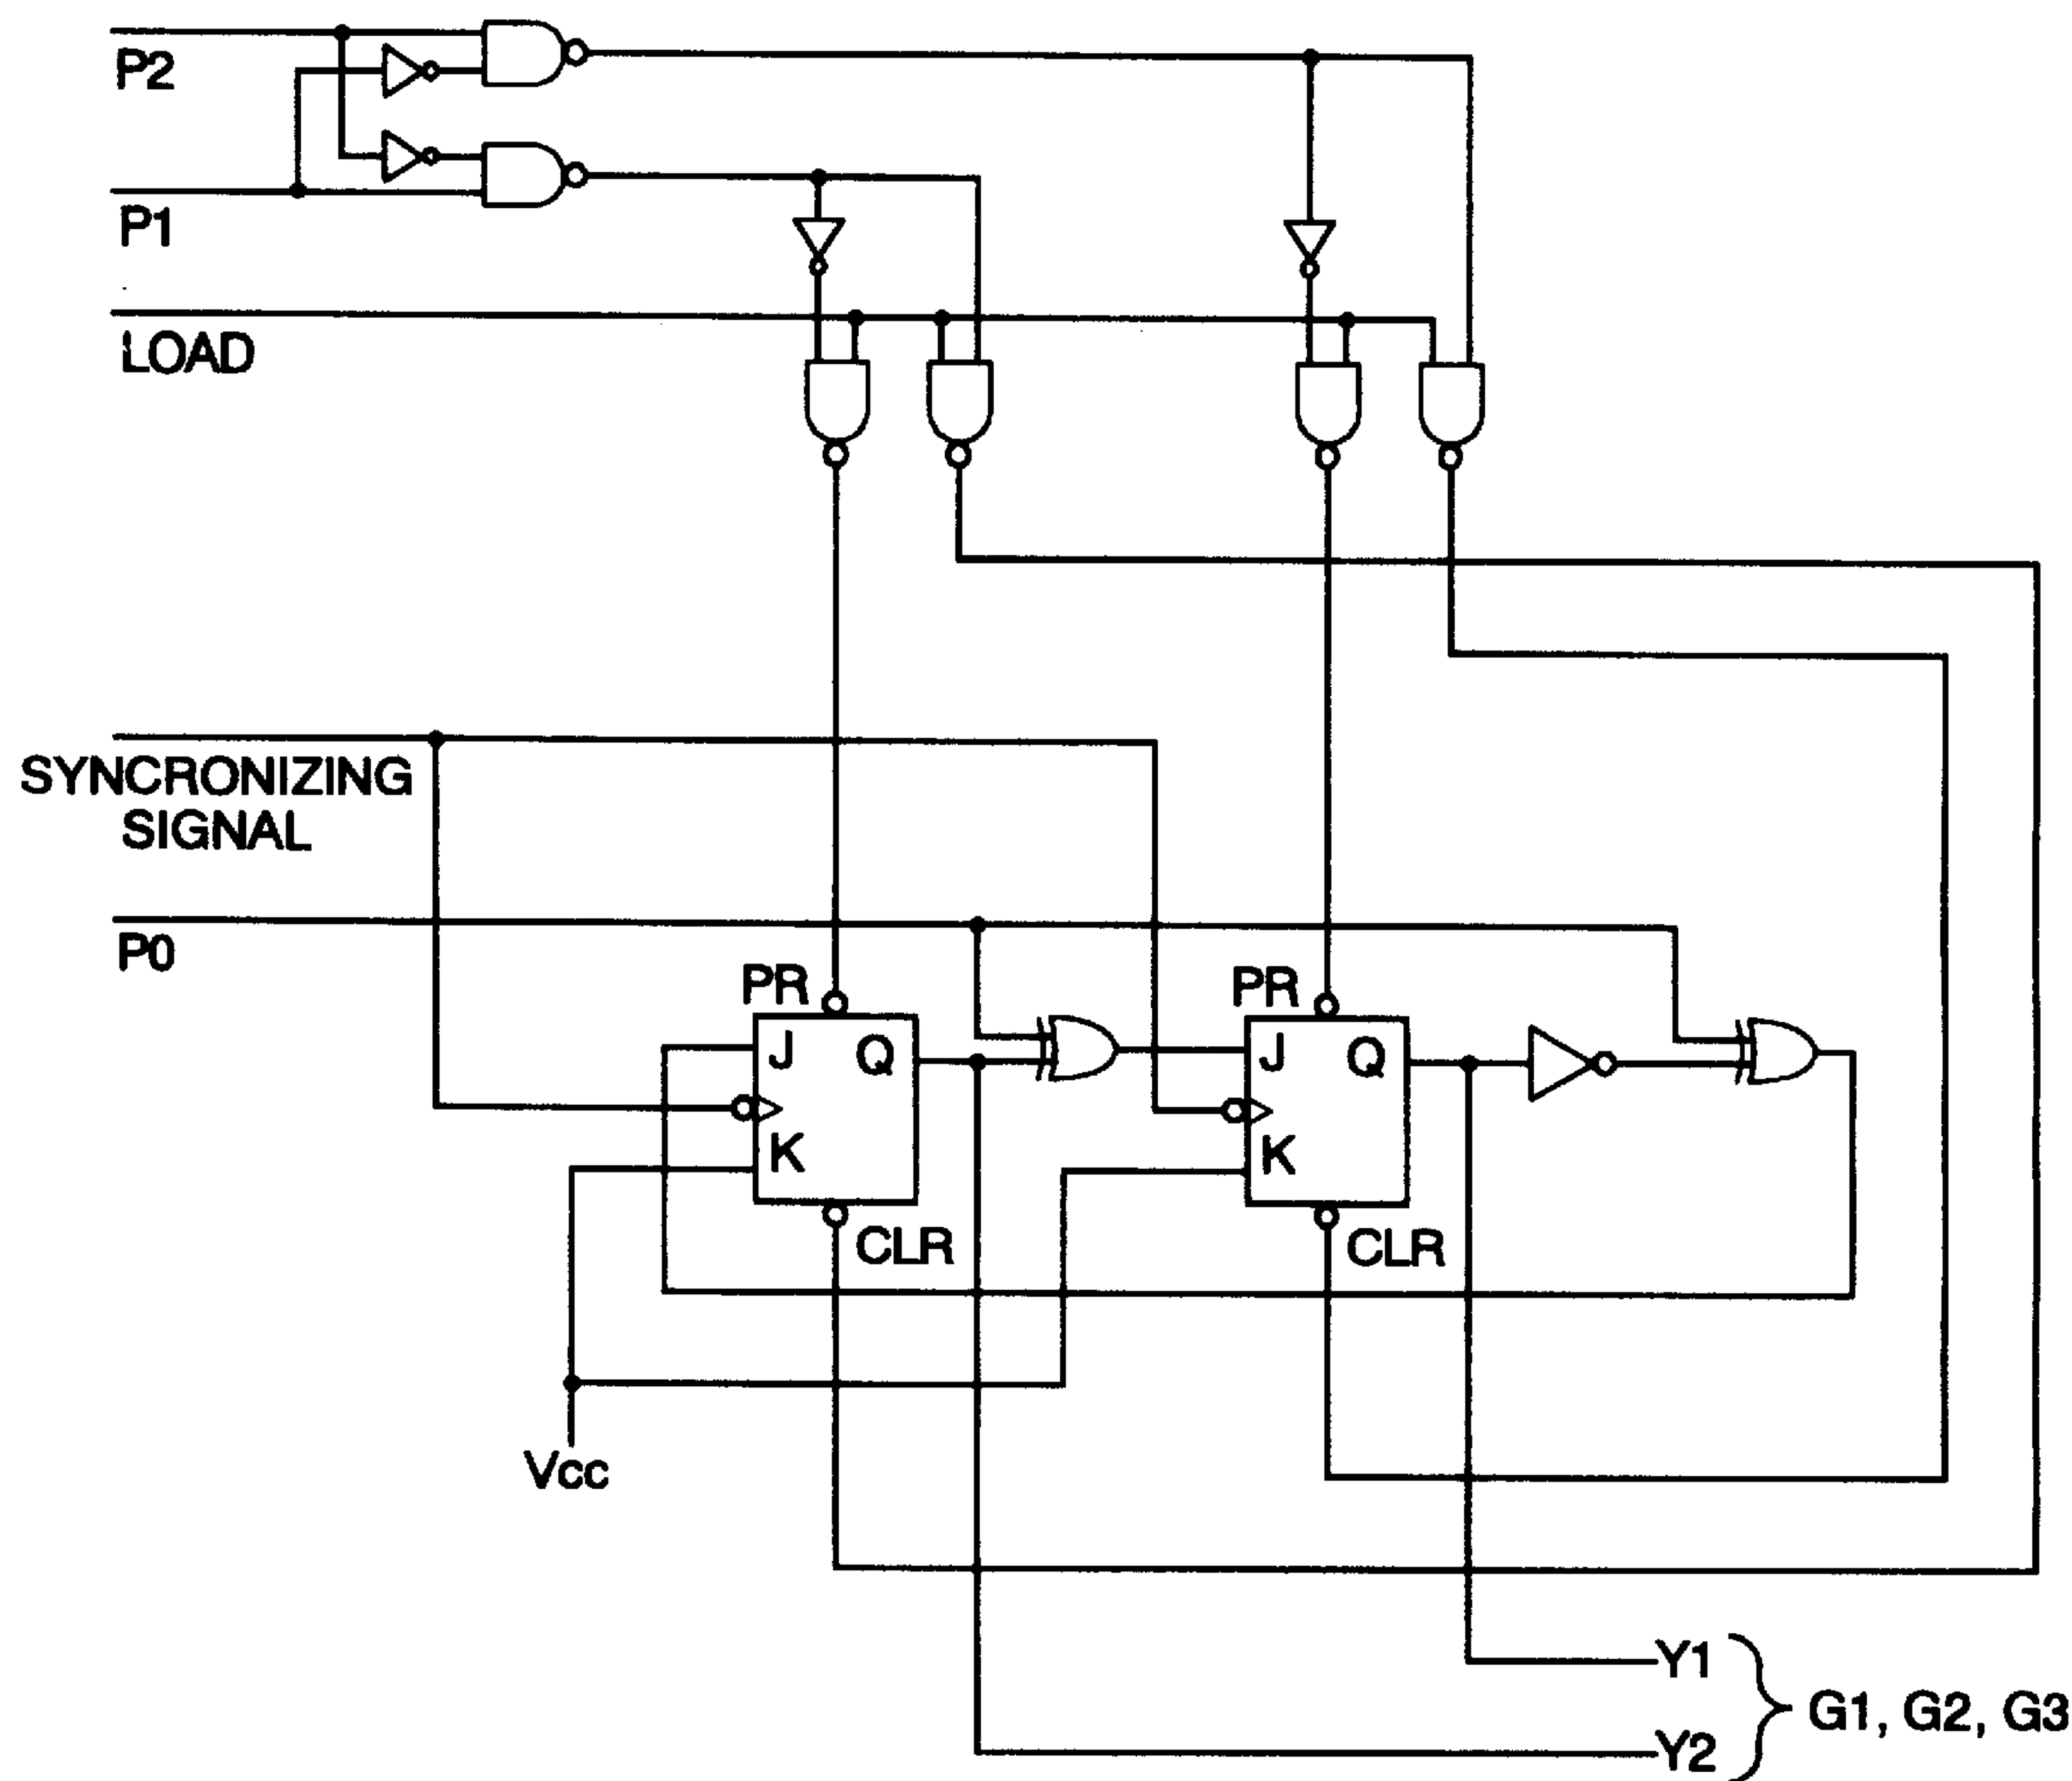 P2
P1
LOAD
SYNCRONIZING
SIGNAL
P0
PR
PR
J Q
J Q
K
K
CLR
CLR
Vcc
Y1
G1, G2, G3
Y2